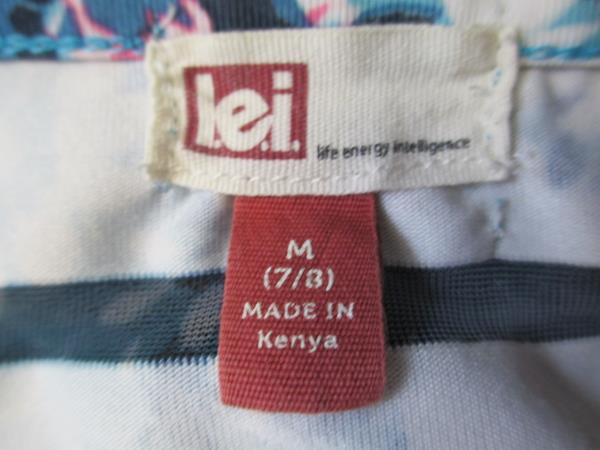 l.e.i.
life energy intelligence
M
(7/8)
MADE IN
Kenya